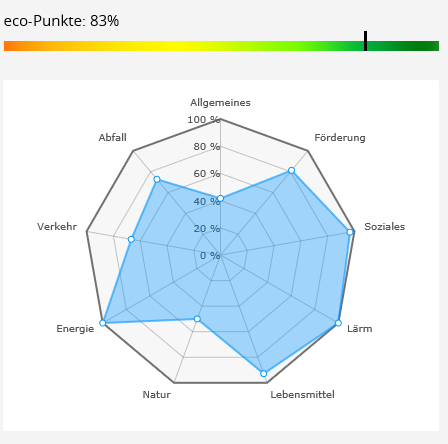 eco-Punkte: 83%
Allgemeines
100 %
Abfall
Förderung
80 %
60 %
40 %
Verkehr
Soziales
20 %
0 %
Energie
Lärm
Natur
Lebensmittel